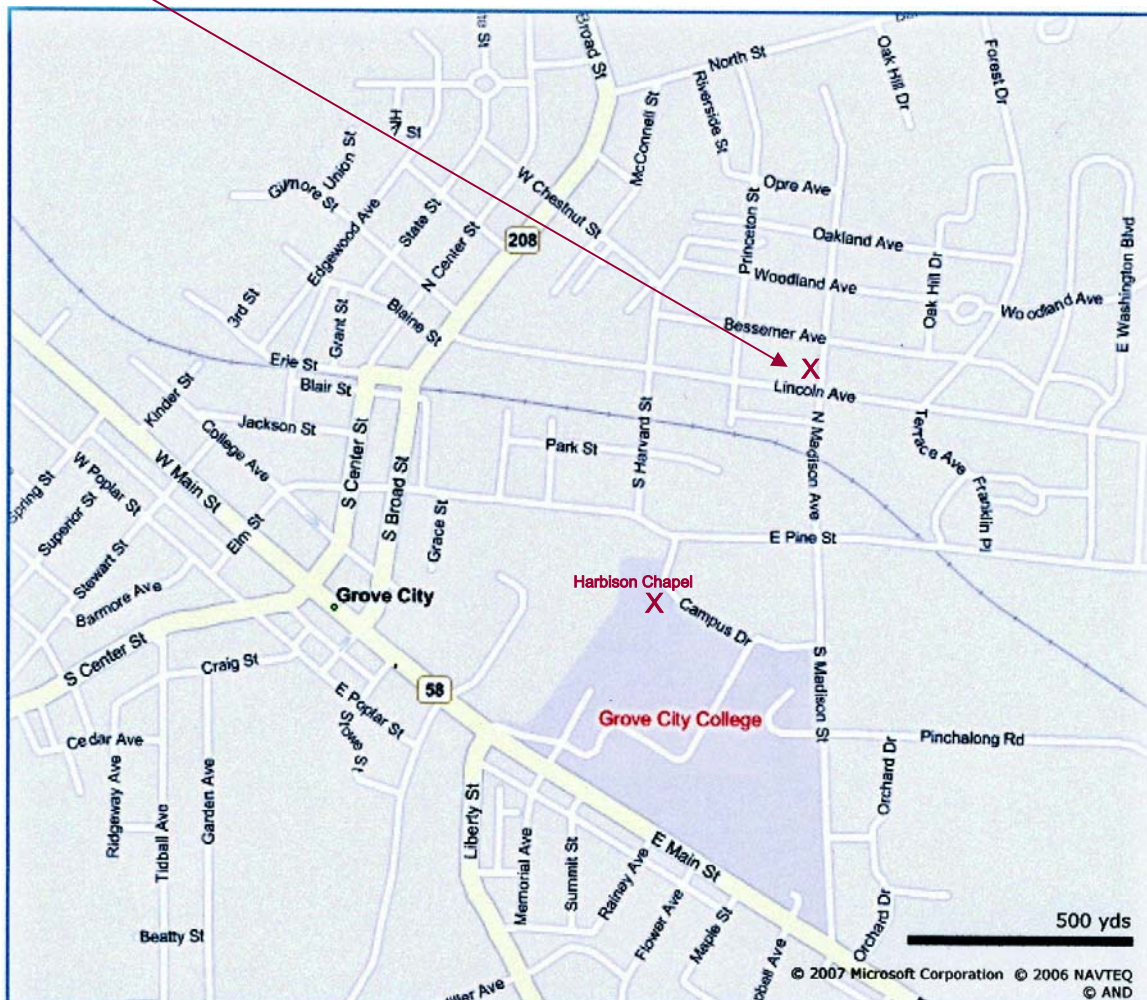 Broad St
North St
Oak Hill Dr
Forest Dr
Riverside St
McConnell St
Union St
Gilmore St
Edgewood Ave
State St
N Center St
W Chestnut St
208
Opre Ave
Princeton St
Oakland Ave
Woodland Ave
Oak Hill Dr
Woodland Ave
E Washington Blvd
3rd St
Grant St
Blaine St
Bessemer Ave
X
Lincoln Ave
Erie St
Blair St
Kinder St
Jackson St
College Ave
S Center St
S Broad St
Park St
S Harvard St
N Madison Ave
Terrace Ave
Franklin Pl
W Main St
W Poplar St
Spring St
Superior St
Stewart St
Elm St
Grace St
E Pine St
Barmore Ave
Grove City
Harbison Chapel
X
Campus Dr
S Center St
Craig St
58
E Poplar St
Stowe St
Grove City College
S Madison St
Pinchalong Rd
Cedar Ave
Ridgeway Ave
Garden Ave
Tidball Ave
Liberty St
Orchard Dr
Memorial Ave
Summit St
E Main St
Rainey Ave
Flower Ave
Maple St
Orchard Dr
Beatty St
500 yds
© 2007 Microsoft Corporation © 2006 NAVTEQ
© AND